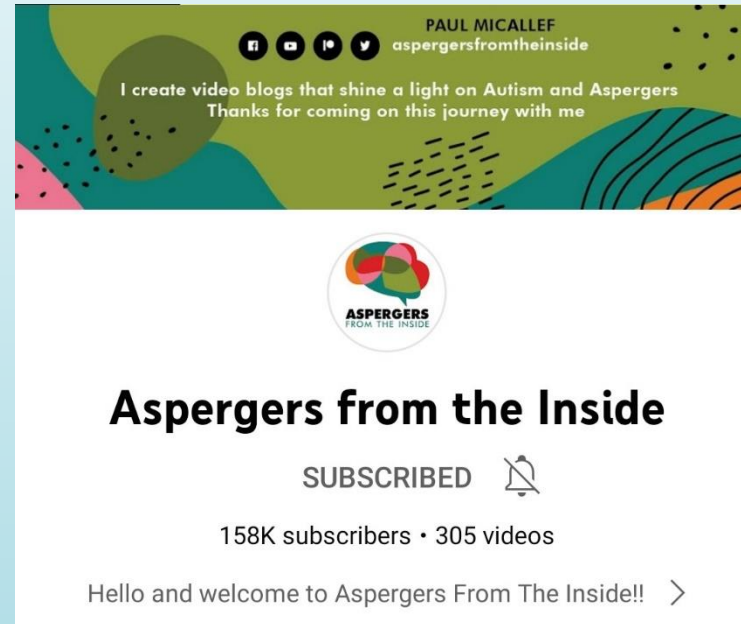 PAUL MICALLEF
aspergersfromtheinside
I create video blogs that shine a light on Autism and Aspergers
Thanks for coming on this journey with me
ASPERGERS
FROM THE INSIDE
Aspergers from the Inside
SUBSCRIBED
158K subscribers • 305 videos
Hello and welcome to Aspergers From The Inside!!